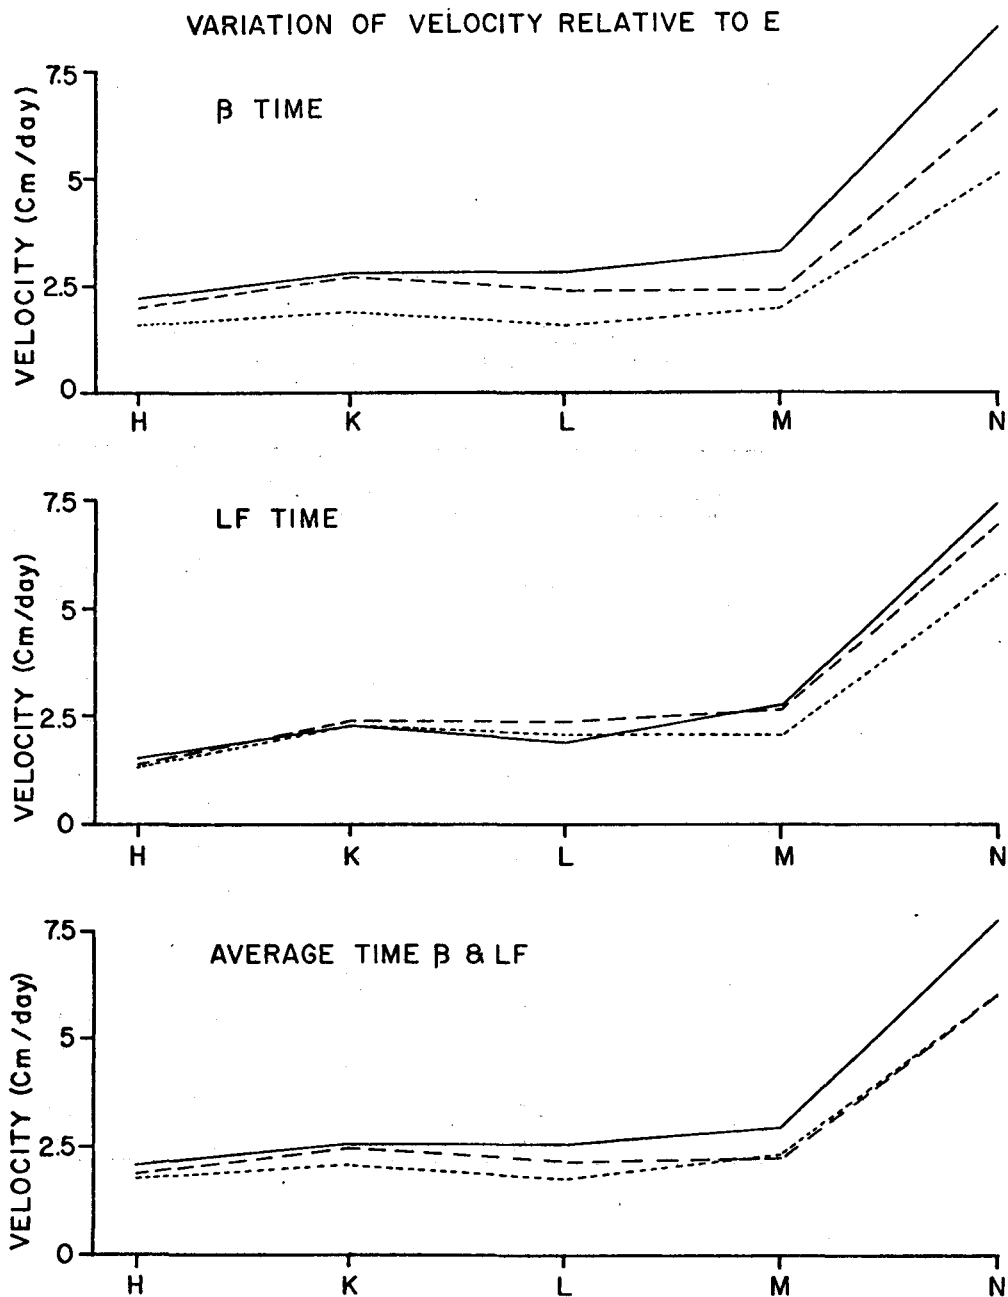 VARIATION OF VELOCITY RELATIVE TO E
β TIME
VELOCITY (Cm/day)
7.5
5
2.5
0
H K L M N
LF TIME
VELOCITY (Cm/day)
7.5
5
2.5
0
H K L M N
AVERAGE TIME β & LF
VELOCITY (Cm/day)
7.5
5
2.5
0
H K L M N